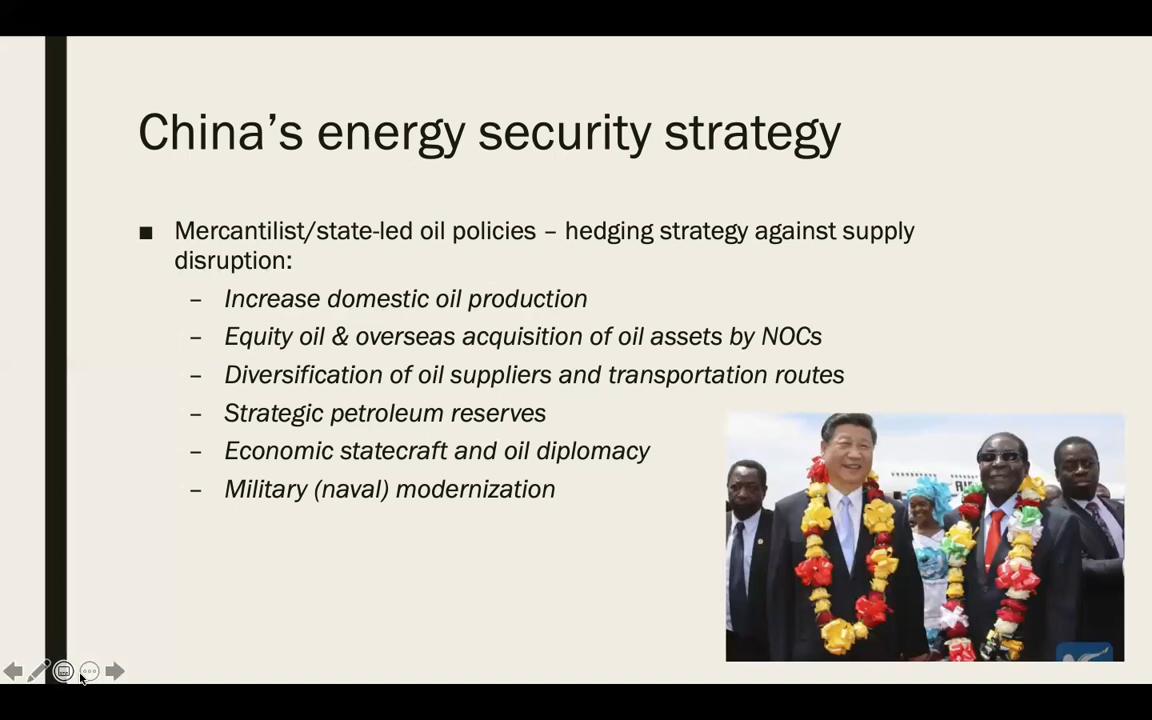 China’s energy security strategy
■ Mercantilist/state-led oil policies – hedging strategy against supply
disruption:
– Increase domestic oil production
– Equity oil & overseas acquisition of oil assets by NOCs
– Diversification of oil suppliers and transportation routes
– Strategic petroleum reserves
– Economic statecraft and oil diplomacy
– Military (naval) modernization